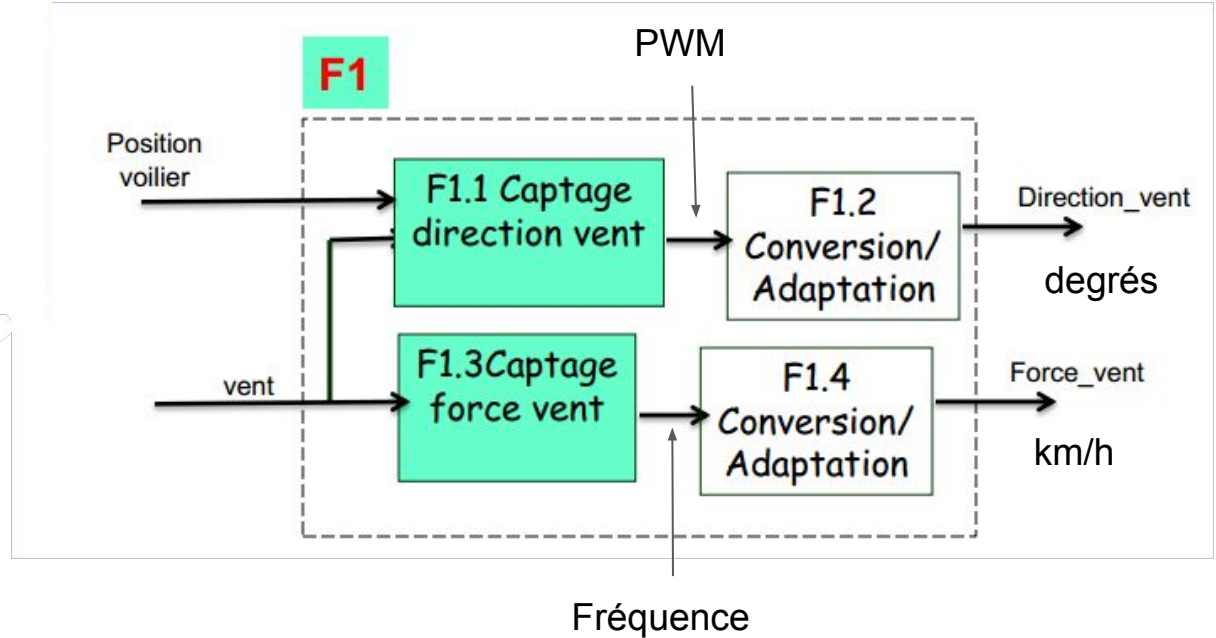 PWM
F1
Position
voilier
F1.1 Captage
direction vent
F1.2
Conversion/
Adaptation
Direction_vent
degrés
vent
F1.3Captage
force vent
F1.4
Conversion/
Adaptation
Force_vent
km/h
Fréquence